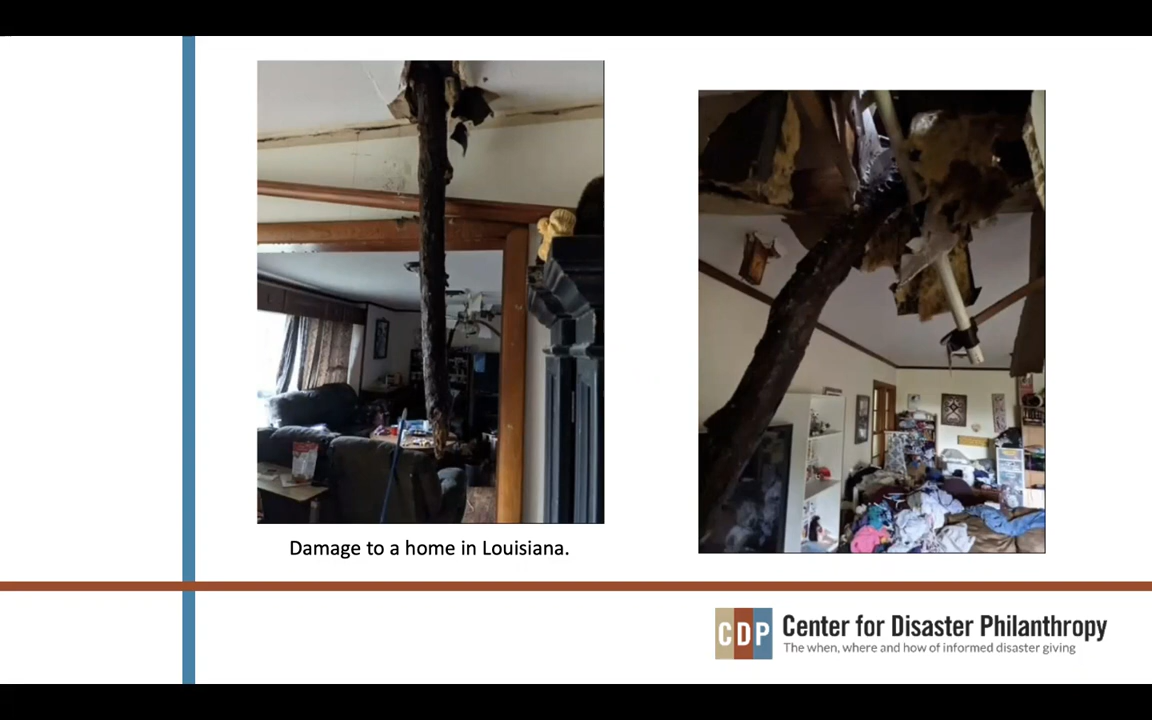 Damage to a home in Louisiana.
CDP
Center for Disaster Philanthropy
The when, where and how of informed disaster giving